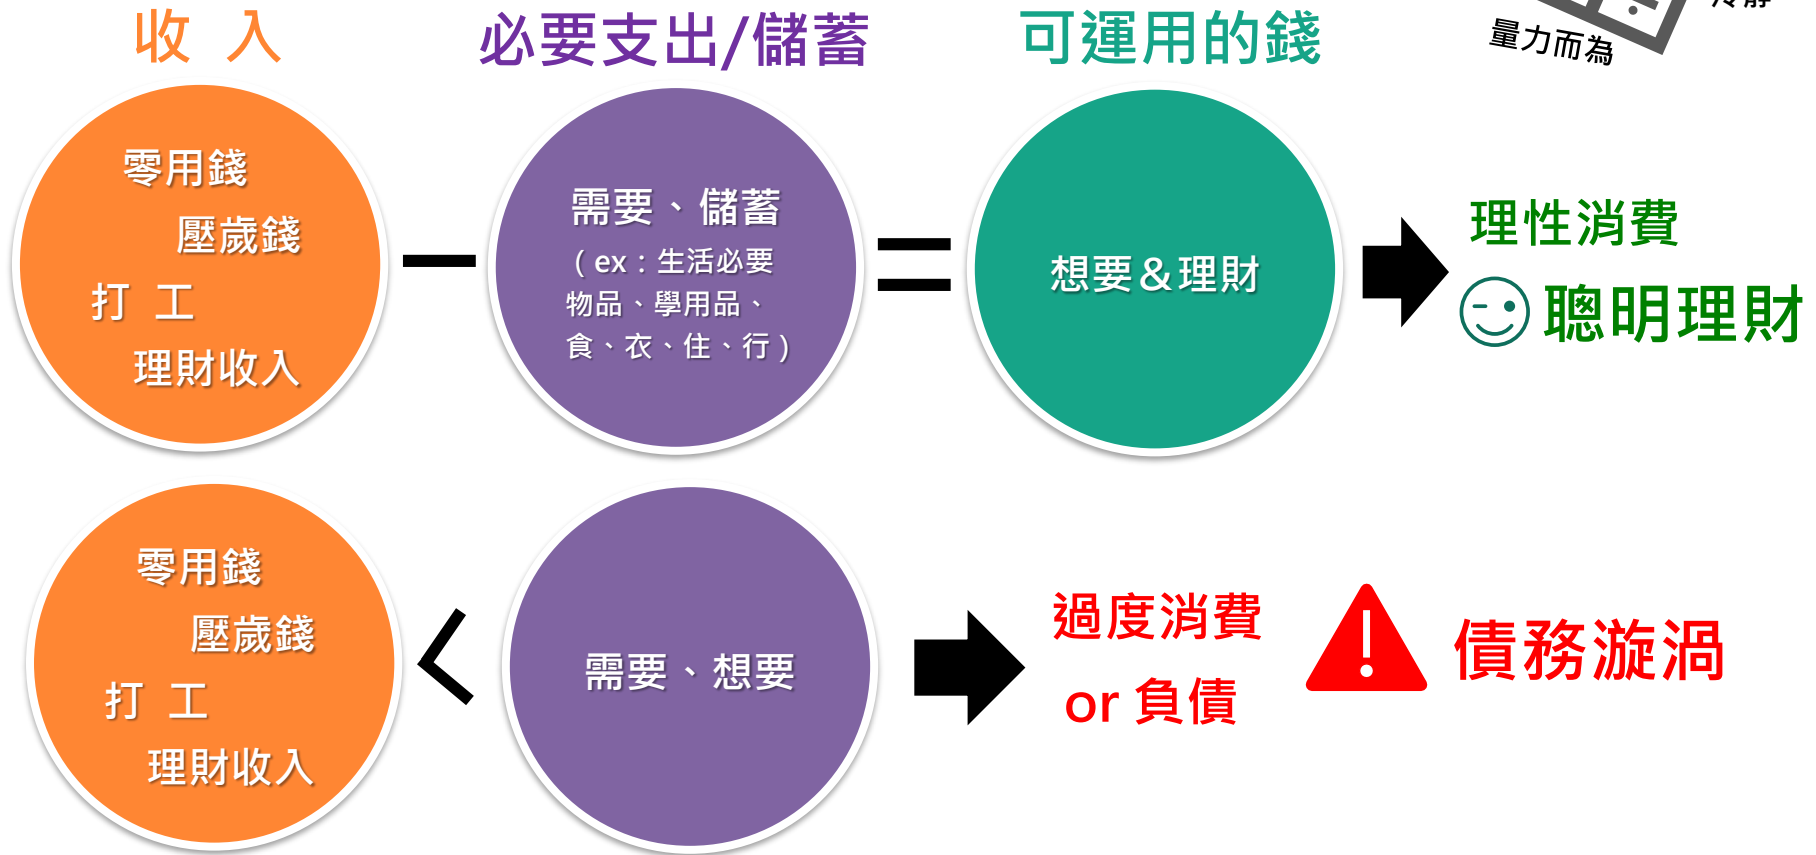 收 入
必要支出/儲蓄
可運用的錢
量力而為
零用錢
壓歲錢
打 工
理財收入
需要、儲蓄
（ex：生活必要
物品、學用品、
食、衣、住、行）
想要＆理財
理性消費
聰明理財
零用錢
壓歲錢
打 工
理財收入
需要、想要
過度消費
or 負債
債務漩渦